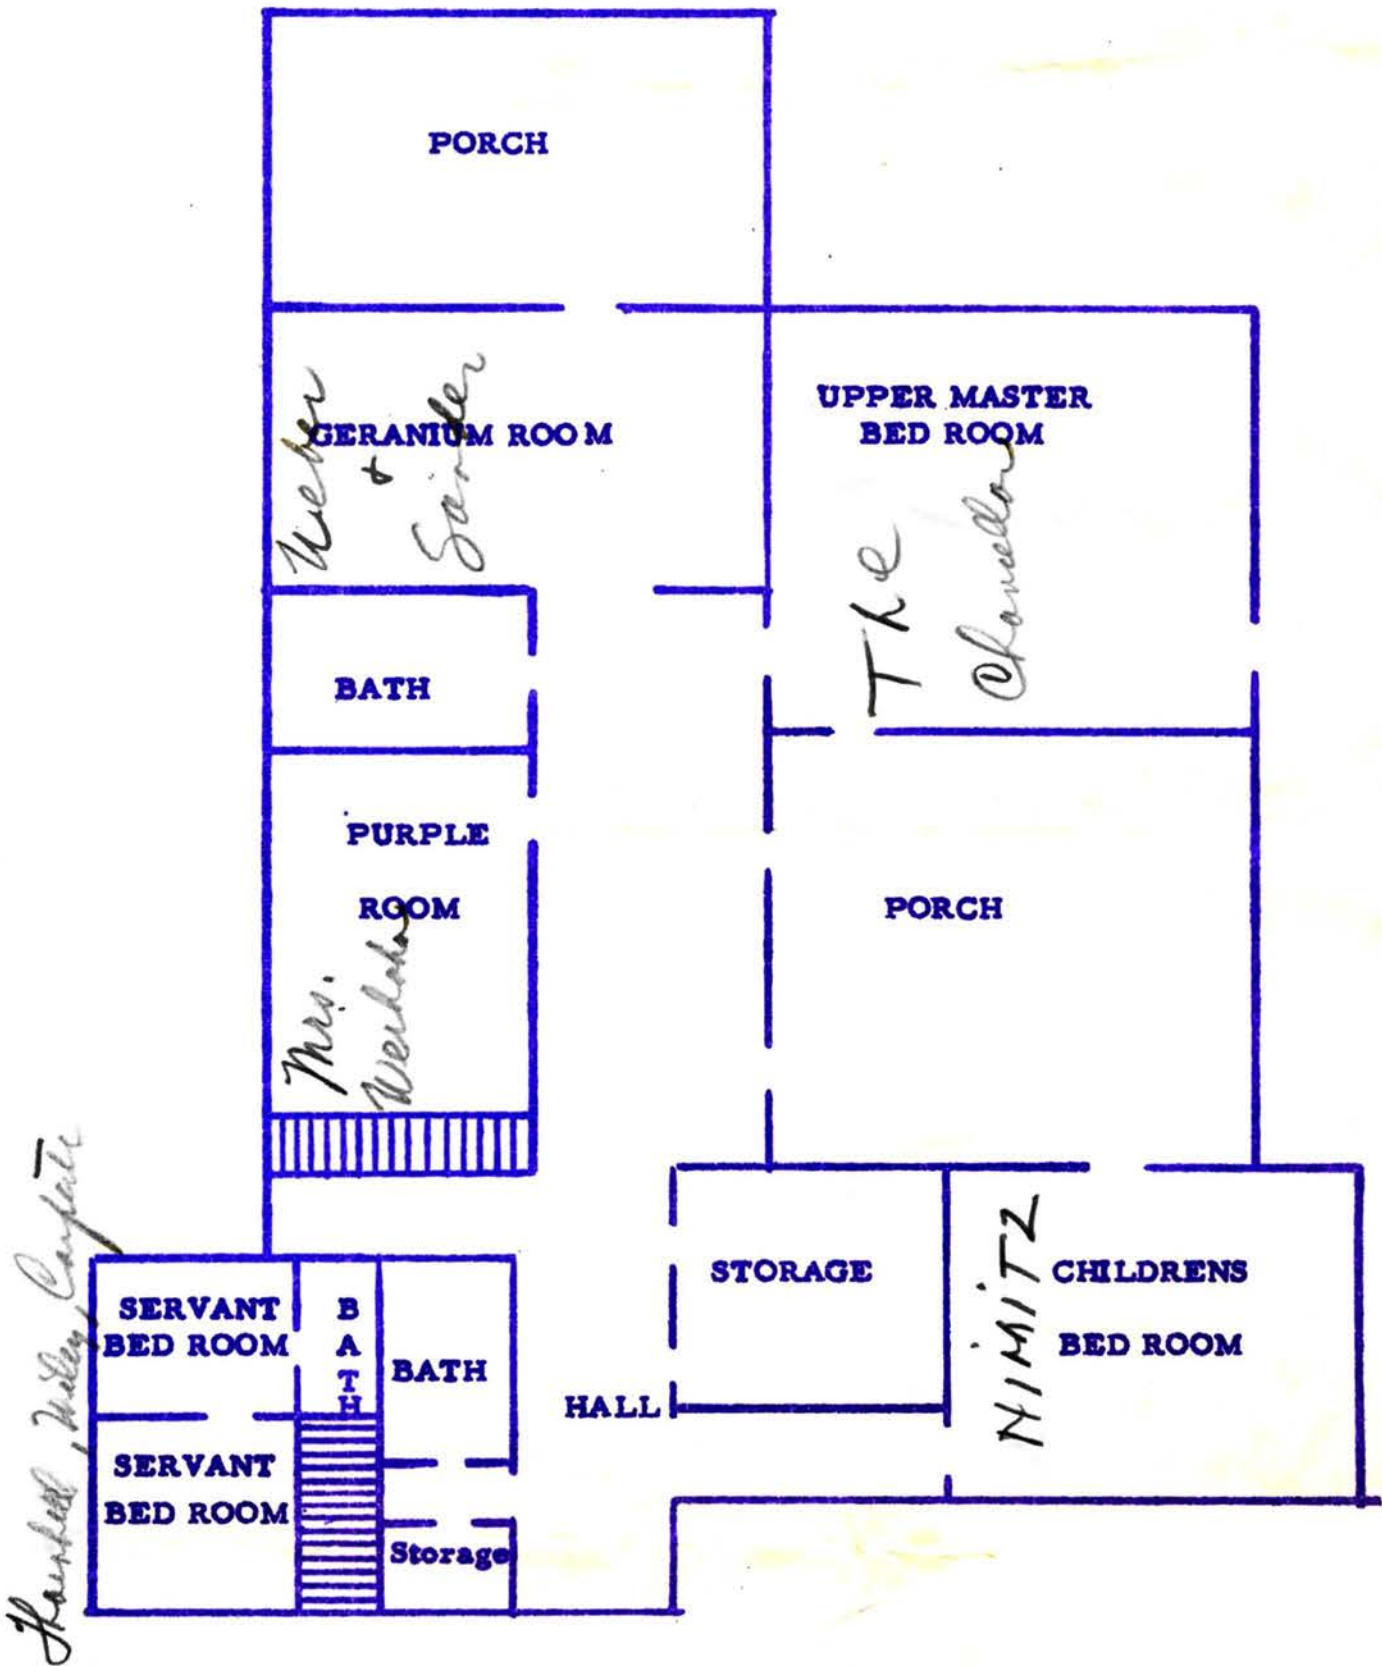 PORCH
GERANIUM ROOM
Weber
+
UPPER MASTER
BED ROOM
The
Chancellor
BATH
PURPLE
ROOM
Mrs.
PORCH
STORAGE
CHILDRENS
BED ROOM
NIMITZ
SERVANT
BED ROOM
BATH
BATH
HALL
SERVANT
BED ROOM
Storage